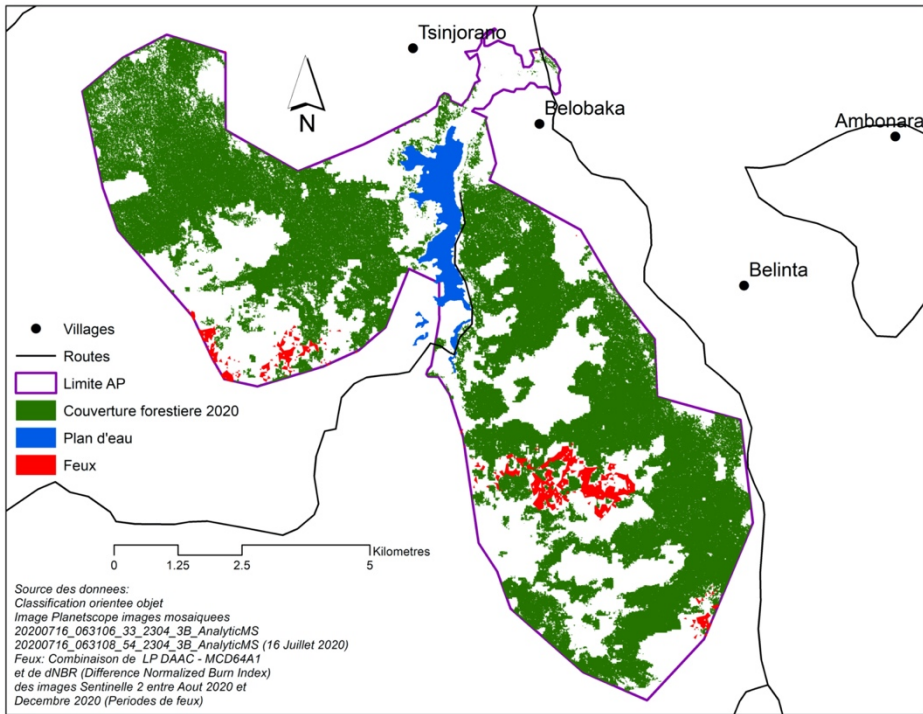 Tsinjorano
N
Belobaka
Ambonara
Belinta
Villages
Routes
Limite AP
Couverture forestiere 2020
Plan d'eau
Feux
Kilometres
0 1.25 2.5 5
Source des donnees:
Classification orientee objet
Image Planetscope images mosaiquees
20200716_063106_33_2304_3B_AnalyticMS
20200716_063108_54_2304_3B_AnalyticMS (16 Juillet 2020)
Feux: Combinaison de LP DAAC - MCD64A1
et de dNBR (Difference Normalized Burn Index)
des images Sentinelle 2 entre Aout 2020 et
Decembre 2020 (Periodes de feux)